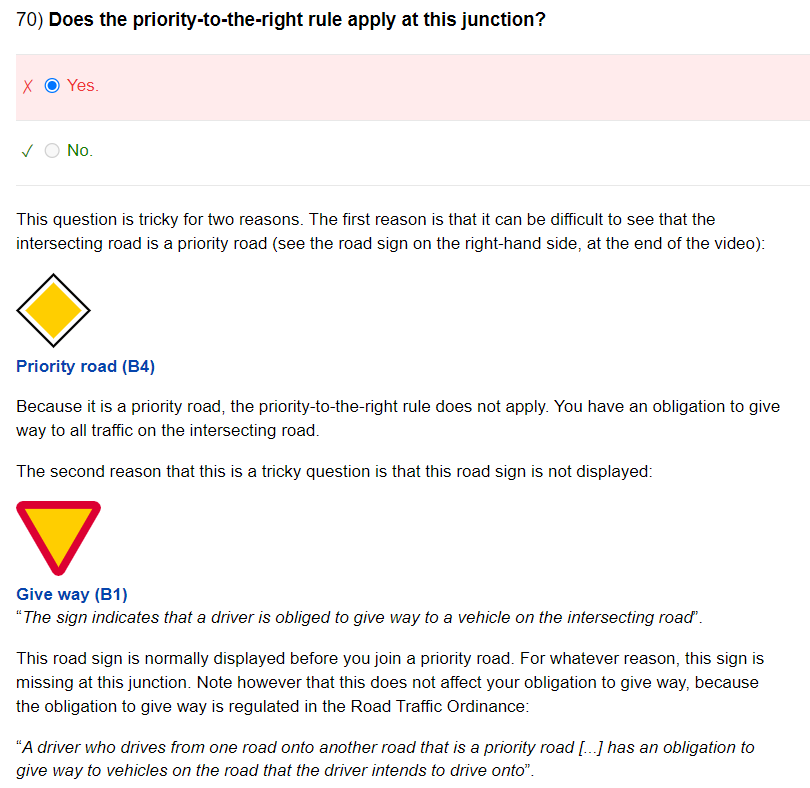 70) Does the priority-to-the-right rule apply at this junction?
X Yes.
✓ No.
This question is tricky for two reasons. The first reason is that it can be difficult to see that the
intersecting road is a priority road (see the road sign on the right-hand side, at the end of the video):
Priority road (B4)
Because it is a priority road, the priority-to-the-right rule does not apply. You have an obligation to give
way to all traffic on the intersecting road.
The second reason that this is a tricky question is that this road sign is not displayed:
Give way (B1)
“The sign indicates that a driver is obliged to give way to a vehicle on the intersecting road”.
This road sign is normally displayed before you join a priority road. For whatever reason, this sign is
missing at this junction. Note however that this does not affect your obligation to give way, because
the obligation to give way is regulated in the Road Traffic Ordinance:
“A driver who drives from one road onto another road that is a priority road [...] has an obligation to
give way to vehicles on the road that the driver intends to drive onto”.